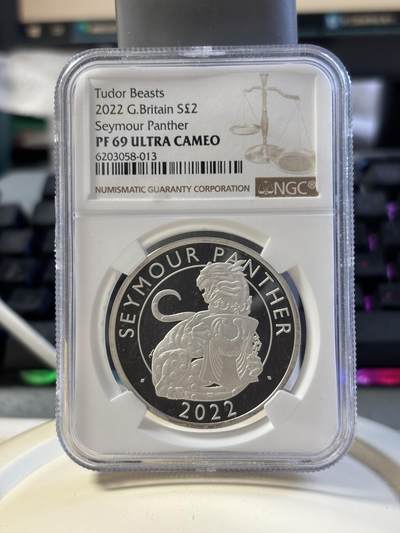 Tudor Beasts
2022 G.Britain S£2
Seymour Panther
PF 69 ULTRA CAMEO
6203058-013
NUMISMATIC GUARANTY CORPORATION
NGC®
SEYMOUR PANTHER
2022